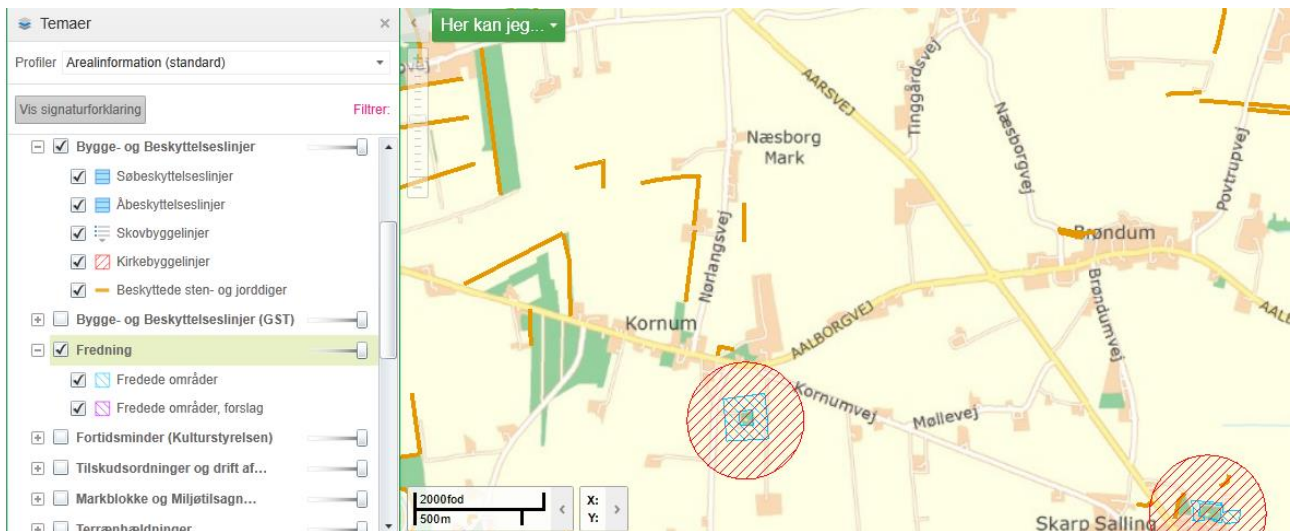 Temaer
Profiler Arealinformation (standard)
Vis signaturforklaring
Filtrer:
Bygge- og Beskyttelseslinjer
Søbeskyttelseslinjer
Åbeskyttelseslinjer
Skovbyggelinjer
Kirkebyggelinjer
Beskyttede sten- og jorddiger
Bygge- og Beskyttelseslinjer (GST)
Fredning
Fredede områder
Fredede områder, forslag
Fortidsminder (Kulturstyrelsen)
Tilskudsordninger og drift af...
Markblokke og Miljøtilsagn...
Terrænhældninger
Her kan jeg...
AARSVEJ
Tinggårdsvej
Næsborg
Mark
Næsborgvej
Povtrupvej
Brøndum
Nørlangsvej
Kornum
AALBORGVEJ
Brøndumvej
Kornumvej
Møllevej
Skarp Salling
2000fod
500m
X:
Y: